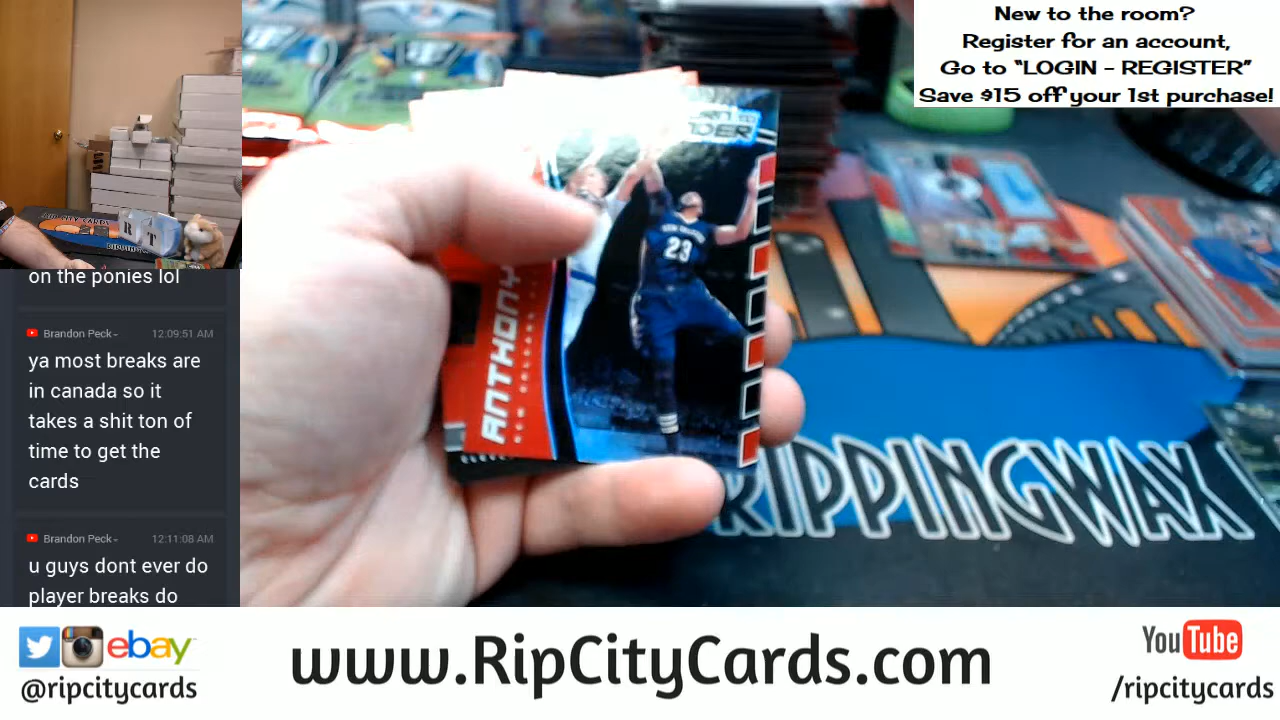 New to the room?
Register for an account,
Go to “LOGIN - REGISTER”
Save $15 off your 1st purchase!
R T
on the ponies lol
Brandon Peck 12:09:51 AM
ya most breaks are
in canada so it
takes a shit ton of
time to get the
cards
Brandon Peck 12:11:08 AM
u guys dont ever do
player breaks do
ANTHONY
NEW ORLEANS
23
RIPPINGWAX
ebay
@ripcitycards
www.RipCityCards.com
YouTube
/ripcitycards